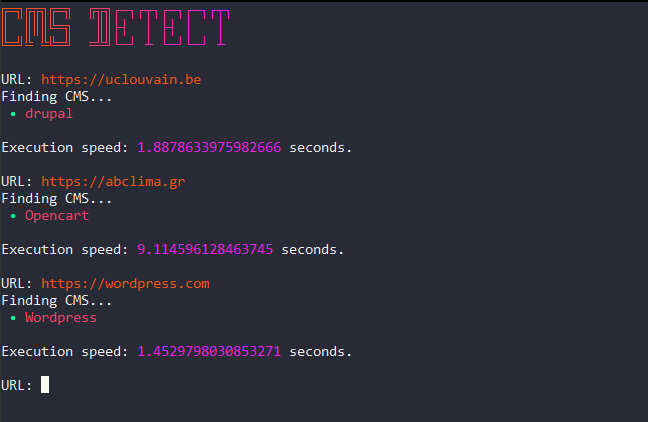 CMS DETECT
URL: https://uclouvain.be
Finding CMS...
• drupal
Execution speed: 1.8878633975982666 seconds.
URL: https://abclima.gr
Finding CMS...
• Opencart
Execution speed: 9.114596128463745 seconds.
URL: https://wordpress.com
Finding CMS...
• Wordpress
Execution speed: 1.4529798030853271 seconds.
URL: